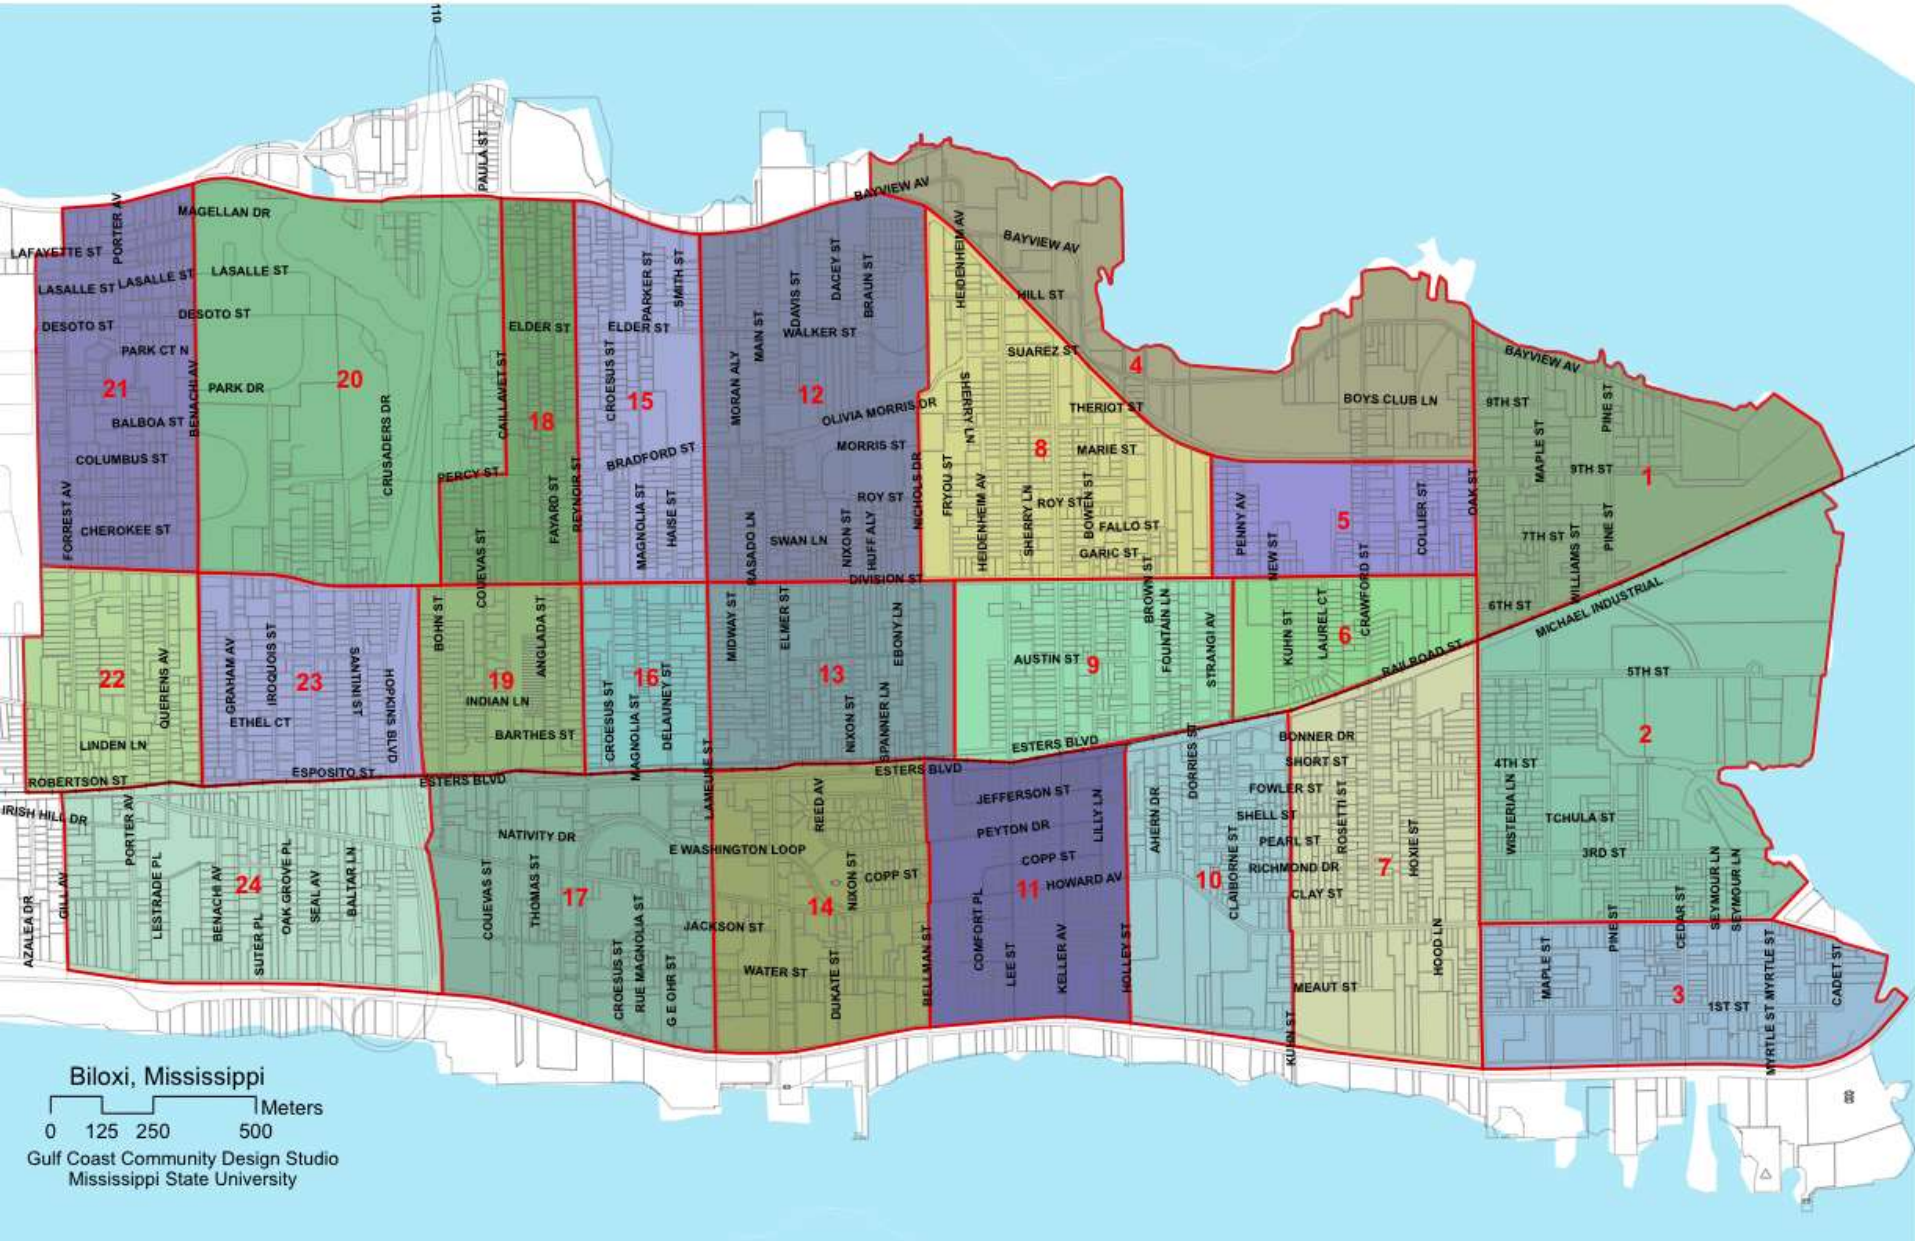 110
PAULA ST
BAYVIEW AV
PORTER AV
MAGELLAN DR
BAYVIEW AV
HEIDENHEIM AV
LAFAYETTE ST
PARKER ST
SMITH ST
DAVIS ST
DACEY ST
BRAUN ST
LASALLE ST
LASALLE ST
LASALLE ST
HILL ST
DESOTO ST
DESOTO ST
ELDER ST
ELDER ST
MAIN ST
WALKER ST
PARK CT N
SUAREZ ST
BAYVIEW AV
21
BENACHI AV
PARK DR
20
CAILLAVET ST
CROESUS ST
15
MORAN ALY
12
4
BALBOA ST
CRUSADERS DR
18
OLIVIA MORRIS DR
SHERRY LN
THERIOT ST
BOYS CLUB LN
9TH ST
PINE ST
COLUMBUS ST
PERCY ST
BRADFORD ST
MORRIS ST
8
MARIE ST
MAPLE ST
9TH ST
1
FORREST AV
CHEROKEE ST
COUEVAS ST
FAYARD ST
REYNOIR ST
MAGNOLIA ST
HAISE ST
RASADO LN
SWAN LN
NIXON ST
HUFF ALY
ROY ST
NICHOLS DR
FRYOU ST
HEIDENHEIM AV
SHERRY LN
ROY ST
BOWEN ST
FALLO ST
GARIC ST
PENNY AV
NEW ST
5
CRAWFORD ST
COLLIER ST
OAK ST
7TH ST
WILLIAMS ST
PINE ST
DIVISION ST
BROWN ST
6TH ST
MICHAEL INDUSTRIAL
22
QUERENS AV
GRAHAM AV
IROQUOIS ST
23
SANTINI ST
HOPKINS BLVD
BOHN ST
19
ANGLADA ST
INDIAN LN
BARTHES ST
CROESUS ST
16
MAGNOLIA ST
DELAUNEY ST
MIDWAY ST
ELMER ST
13
EBONY LN
NIXON ST
SPANNER LN
AUSTIN ST
9
FOUNTAIN LN
STRANGI AV
KUHN ST
LAUREL CT
6
RAILROAD ST
5TH ST
2
ETHEL CT
LINDEN LN
ROBERTSON ST
ESPOSITO ST
ESTERS BLVD
LAMEUSE ST
ESTERS BLVD
ESTERS BLVD
DORRIES ST
BONNER DR
SHORT ST
4TH ST
IRISH HILL DR
PORTER AV
REED AV
JEFFERSON ST
LILLY LN
AHERN DR
FOWLER ST
ROSETTI ST
SHELL ST
WISTERIA LN
TCHULA ST
NATIVITY DR
PEYTON DR
PEARL ST
HOXIE ST
E WASHINGTON LOOP
COPP ST
3RD ST
AZALEA DR
GILL AV
LESTRADE PL
BENACHI AV
24
SUTER PL
OAK GROVE PL
SEAL AV
BALTAR LN
COUEVAS ST
THOMAS ST
17
14
NIXON ST
COPP ST
11
HOWARD AV
10
CLAIBORNE ST
RICHMOND DR
7
CLAY ST
SEYMOUR LN
SEYMOUR LN
CEDAR ST
PINE ST
JACKSON ST
CROESUS ST
RUE MAGNOLIA ST
G E OHR ST
WATER ST
DUKATE ST
BELLMAN ST
COMFORT PL
LEE ST
KELLER AV
HOLLEY ST
HOOD LN
MEAUT ST
KUHN ST
MAPLE ST
3
1ST ST
MYRTLE ST
MYRTLE ST
CADET ST
Biloxi, Mississippi
Meters
0 125 250 500
Gulf Coast Community Design Studio
Mississippi State University